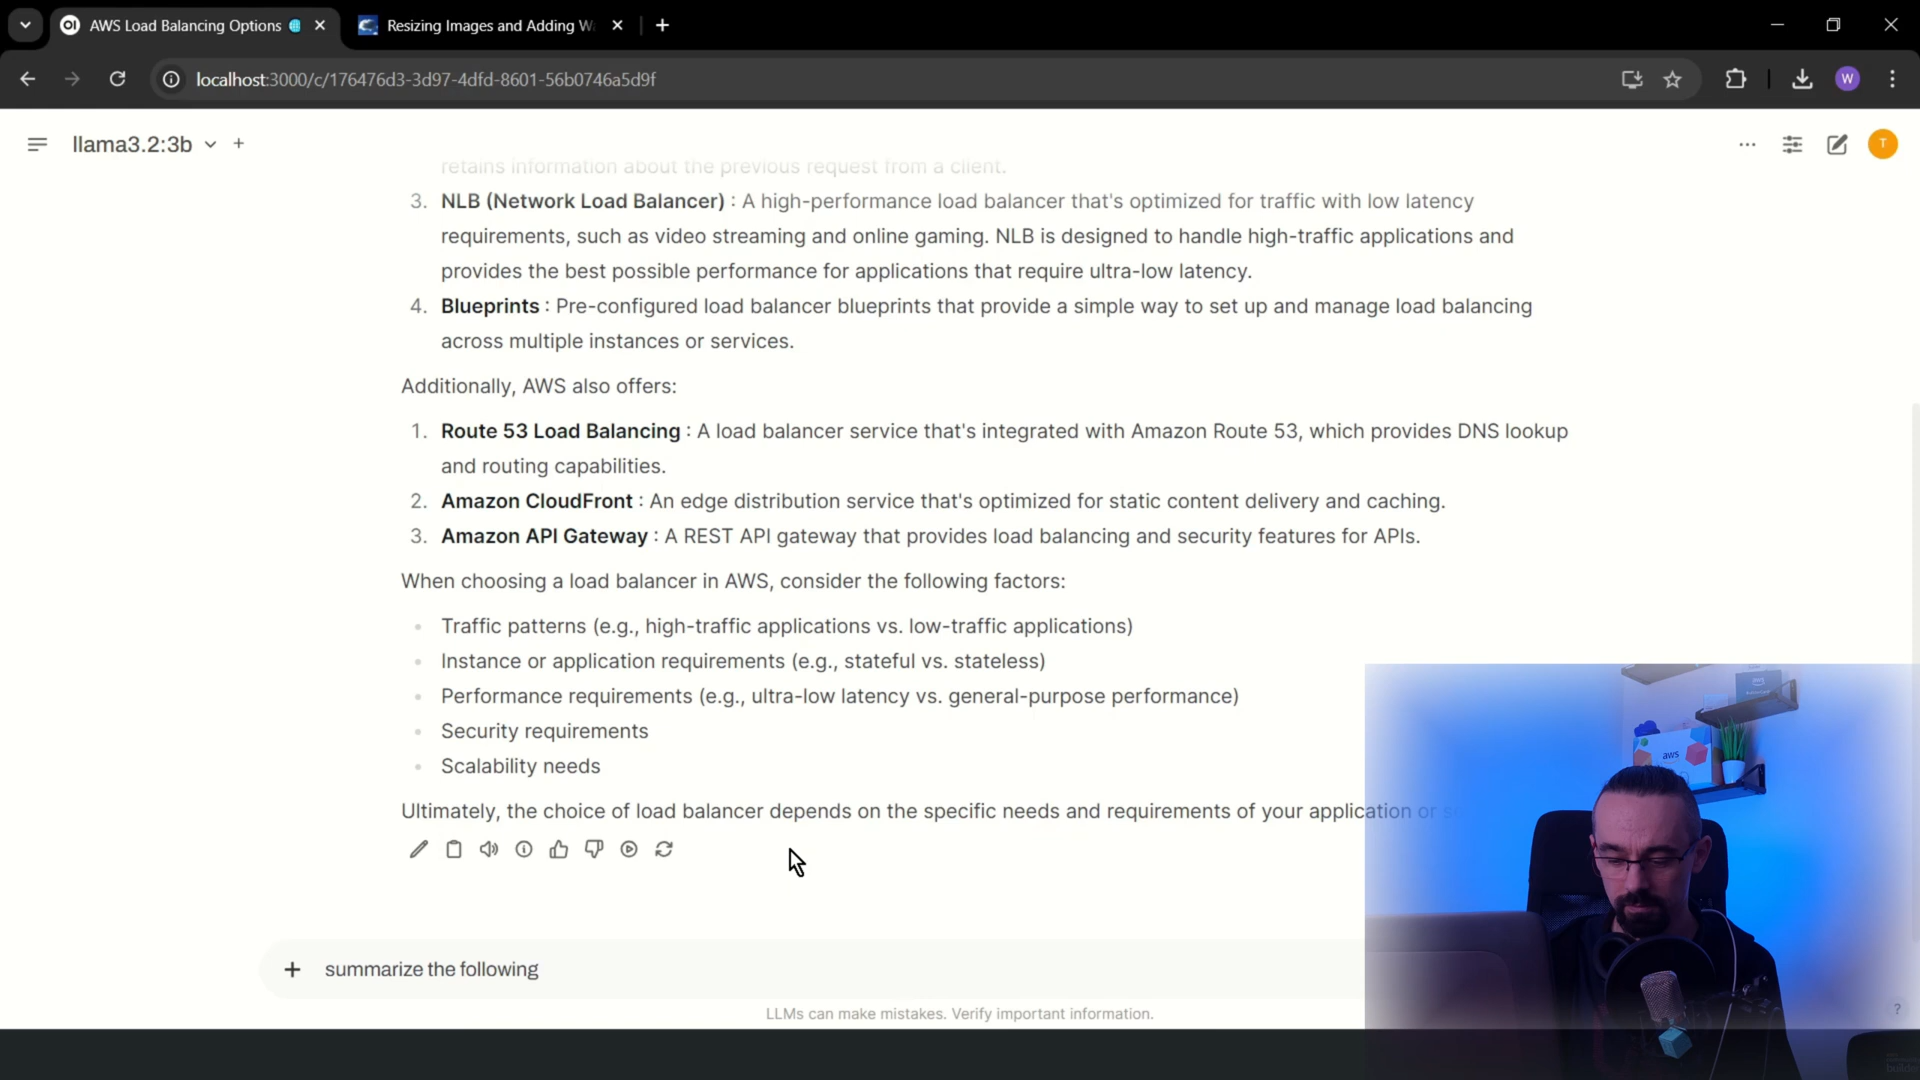 AWS Load Balancing Options
Resizing Images and Adding W
localhost:3000/c/176476d3-3d97-4dfd-8601-56b0746a5d9f
W
llama3.2:3b
T
retains information about the previous request from a client.
3. NLB (Network Load Balancer) : A high-performance load balancer that's optimized for traffic with low latency
requirements, such as video streaming and online gaming. NLB is designed to handle high-traffic applications and
provides the best possible performance for applications that require ultra-low latency.
4. Blueprints : Pre-configured load balancer blueprints that provide a simple way to set up and manage load balancing
across multiple instances or services.
Additionally, AWS also offers:
1. Route 53 Load Balancing : A load balancer service that's integrated with Amazon Route 53, which provides DNS lookup
and routing capabilities.
2. Amazon CloudFront : An edge distribution service that's optimized for static content delivery and caching.
3. Amazon API Gateway : A REST API gateway that provides load balancing and security features for APIs.
When choosing a load balancer in AWS, consider the following factors:
• Traffic patterns (e.g., high-traffic applications vs. low-traffic applications)
• Instance or application requirements (e.g., stateful vs. stateless)
• Performance requirements (e.g., ultra-low latency vs. general-purpose performance)
• Security requirements
• Scalability needs
Ultimately, the choice of load balancer depends on the specific needs and requirements of your application or
aws
summarize the following
LLMs can make mistakes. Verify important information.
?